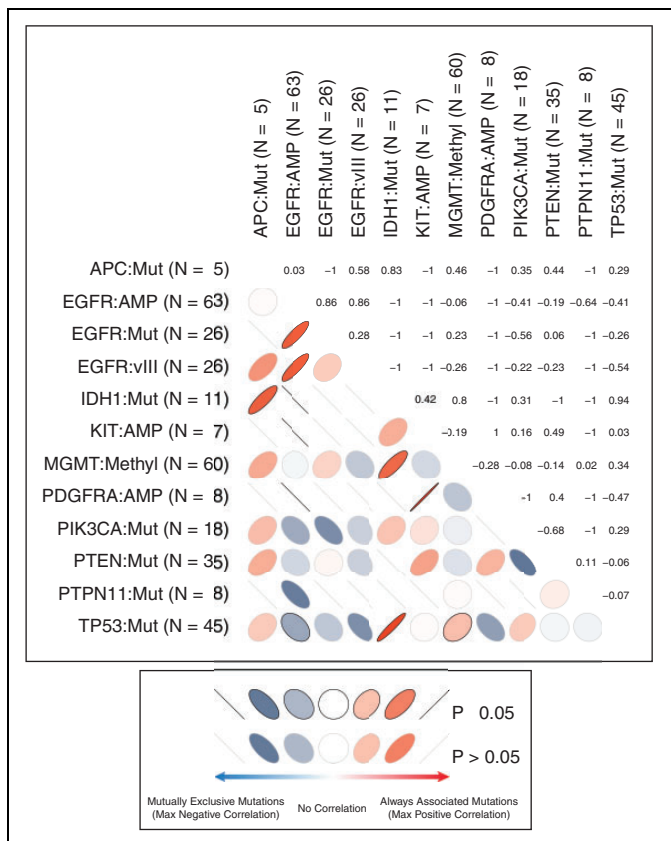 APC:Mut (N = 5)
EGFR:AMP (N = 63)
EGFR:Mut (N = 26)
EGFR:vIII (N = 26)
IDH1:Mut (N = 11)
KIT:AMP (N = 7)
MGMT:Methyl (N = 60)
PDGFRA:AMP (N = 8)
PIK3CA:Mut (N = 18)
PTEN:Mut (N = 35)
PTPN11:Mut (N = 8)
TP53:Mut (N = 45)
APC:Mut (N = 5) 0.03 -1 0.58 0.83 -1 0.46 -1 0.35 0.44 -1 0.29
EGFR:AMP (N = 63) 0.86 0.86 -1 -1 -0.06 -1 -0.41 -0.19 -0.64 -0.41
EGFR:Mut (N = 26) 0.28 -1 -1 0.23 -1 -0.56 0.06 -1 -0.26
EGFR:vIII (N = 26) -1 -1 -0.26 -1 -0.22 -0.23 -1 -0.54
IDH1:Mut (N = 11) 0.42 0.8 -1 0.31 -1 -1 0.94
KIT:AMP (N = 7) -0.19 1 0.16 0.49 -1 0.03
MGMT:Methyl (N = 60) -0.28 -0.08 -0.14 0.02 0.34
PDGFRA:AMP (N = 8) -1 0.4 -1 -0.47
PIK3CA:Mut (N = 18) -0.68 -1 0.29
PTEN:Mut (N = 35) 0.11 -0.06
PTPN11:Mut (N = 8) -0.07
TP53:Mut (N = 45)
P 0.05
P > 0.05
Mutually Exclusive Mutations
(Max Negative Correlation)
No Correlation
Always Associated Mutations
(Max Positive Correlation)